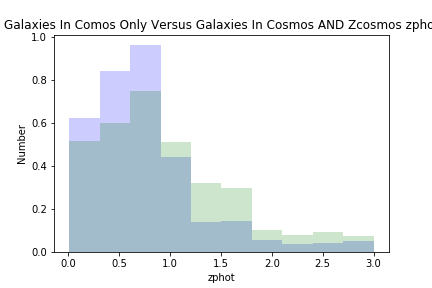 Galaxies In Comos Only Versus Galaxies In Cosmos AND Zcosmos zpho
1.0
0.8
0.6
0.4
0.2
0.0
Number
0.0 0.5 1.0 1.5 2.0 2.5 3.0
zphot